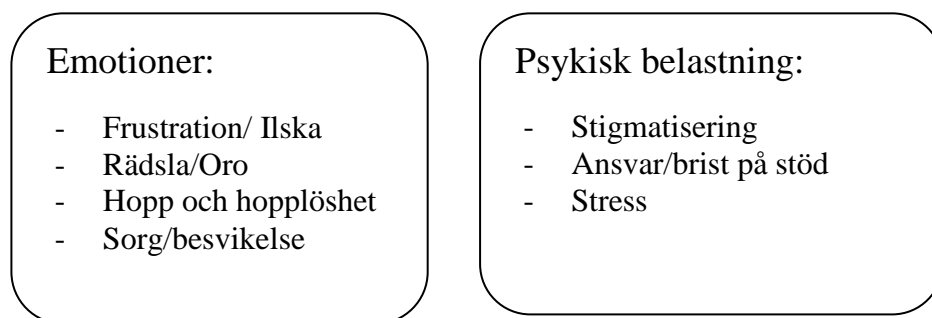 Emotioner:
- Frustration/ Ilska
- Rädsla/Oro
- Hopp och hopplöshet
- Sorg/besvikelse
Psykisk belastning:
- Stigmatisering
- Ansvar/brist på stöd
- Stress